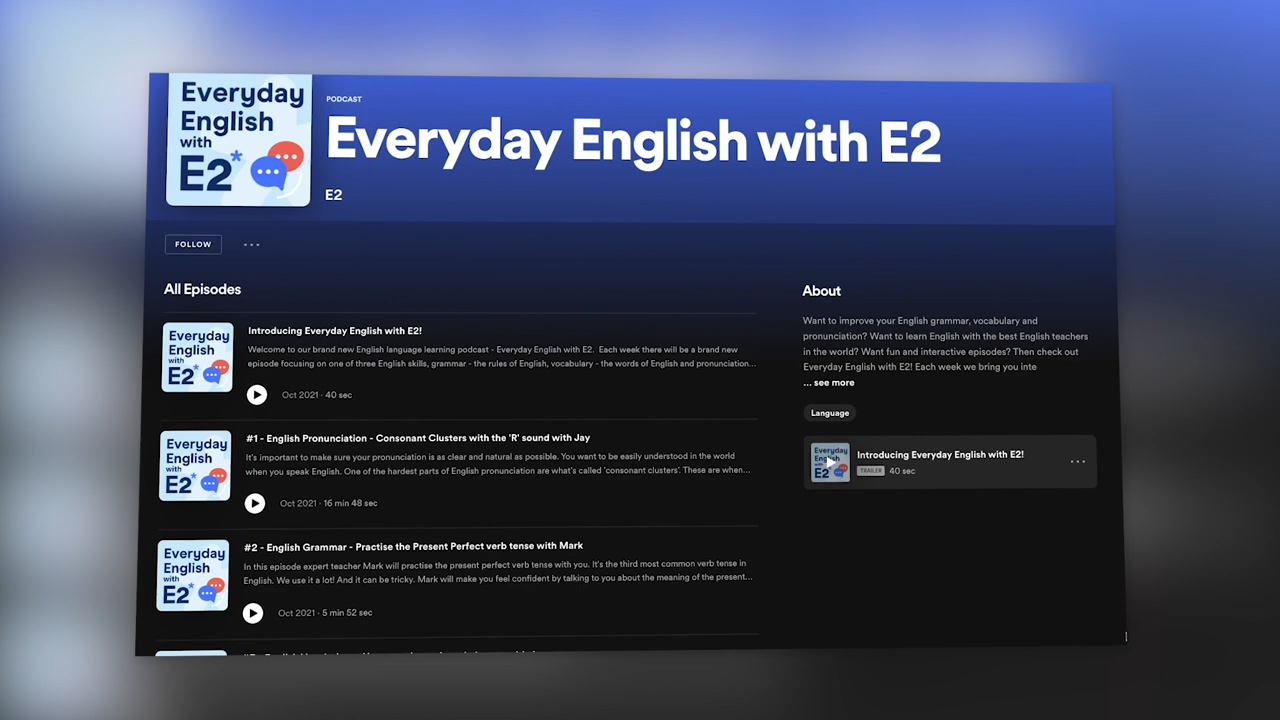 Everyday
English
with
E2*
PODCAST
Everyday English with E2
E2
FOLLOW
All Episodes
Everyday
English
with
E2*
Introducing Everyday English with E2!
Welcome to our brand new English language learning podcast - Everyday English with E2. Each week there will be a brand new
episode focusing on one of three English skills, grammar - the rules of English, vocabulary - the words of English and pronunciation...
Oct 2021 · 40 sec
Everyday
English
with
E2*
#1 - English Pronunciation - Consonant Clusters with the 'R' sound with Jay
It's important to make sure your pronunciation is as clear and natural as possible. You want to be easily understood in the world
when you speak English. One of the hardest parts of English pronunciation are what's called 'consonant clusters'. These are when...
Oct 2021 · 16 min 48 sec
Everyday
English
with
E2*
#2 - English Grammar - Practise the Present Perfect verb tense with Mark
In this episode expert teacher Mark will practise the present perfect verb tense with you. It's the third most common verb tense in
English. We use it a lot! And it can be tricky. Mark will make you feel confident by talking to you about the meaning of the present...
Oct 2021 · 5 min 52 sec
About
Want to improve your English grammar, vocabulary and
pronunciation? Want to learn English with the best English teachers
in the world? Want fun and interactive episodes? Then check out
Everyday English with E2! Each week we bring you inte
... see more
Language
Everyday
English
with
E2*
Introducing Everyday English with E2!
TRAILER 40 sec